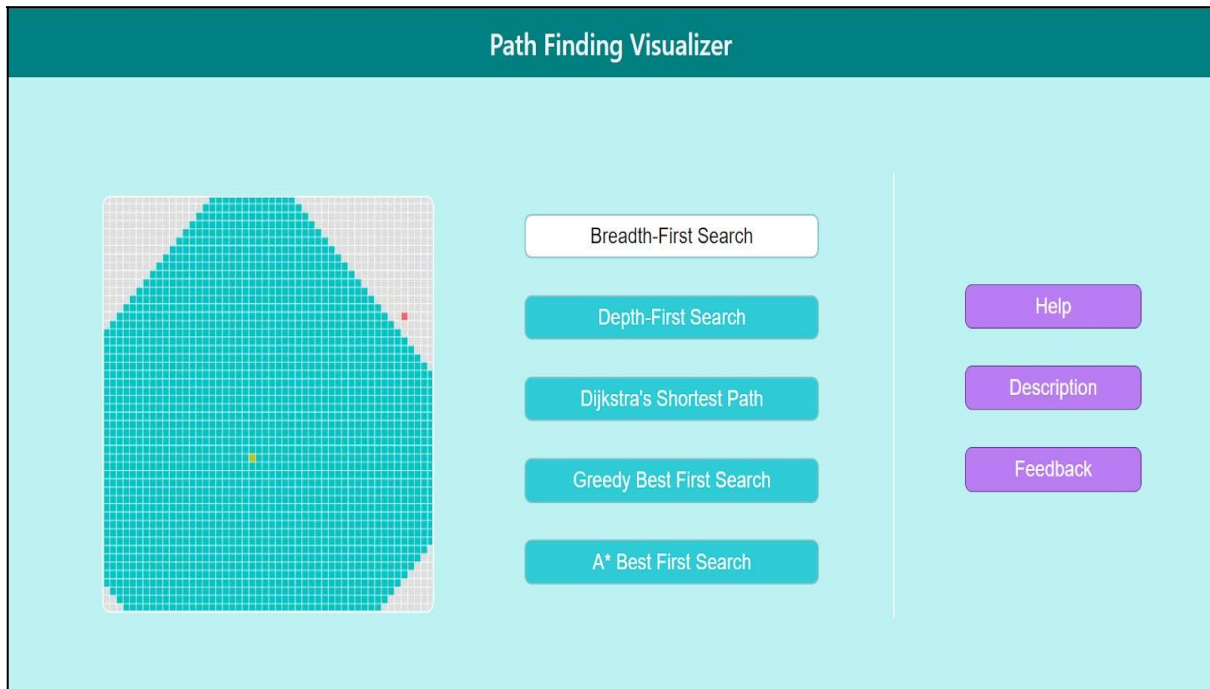 Path Finding Visualizer
Breadth-First Search
Depth-First Search
Dijkstra's Shortest Path
Greedy Best First Search
A* Best First Search
Help
Description
Feedback